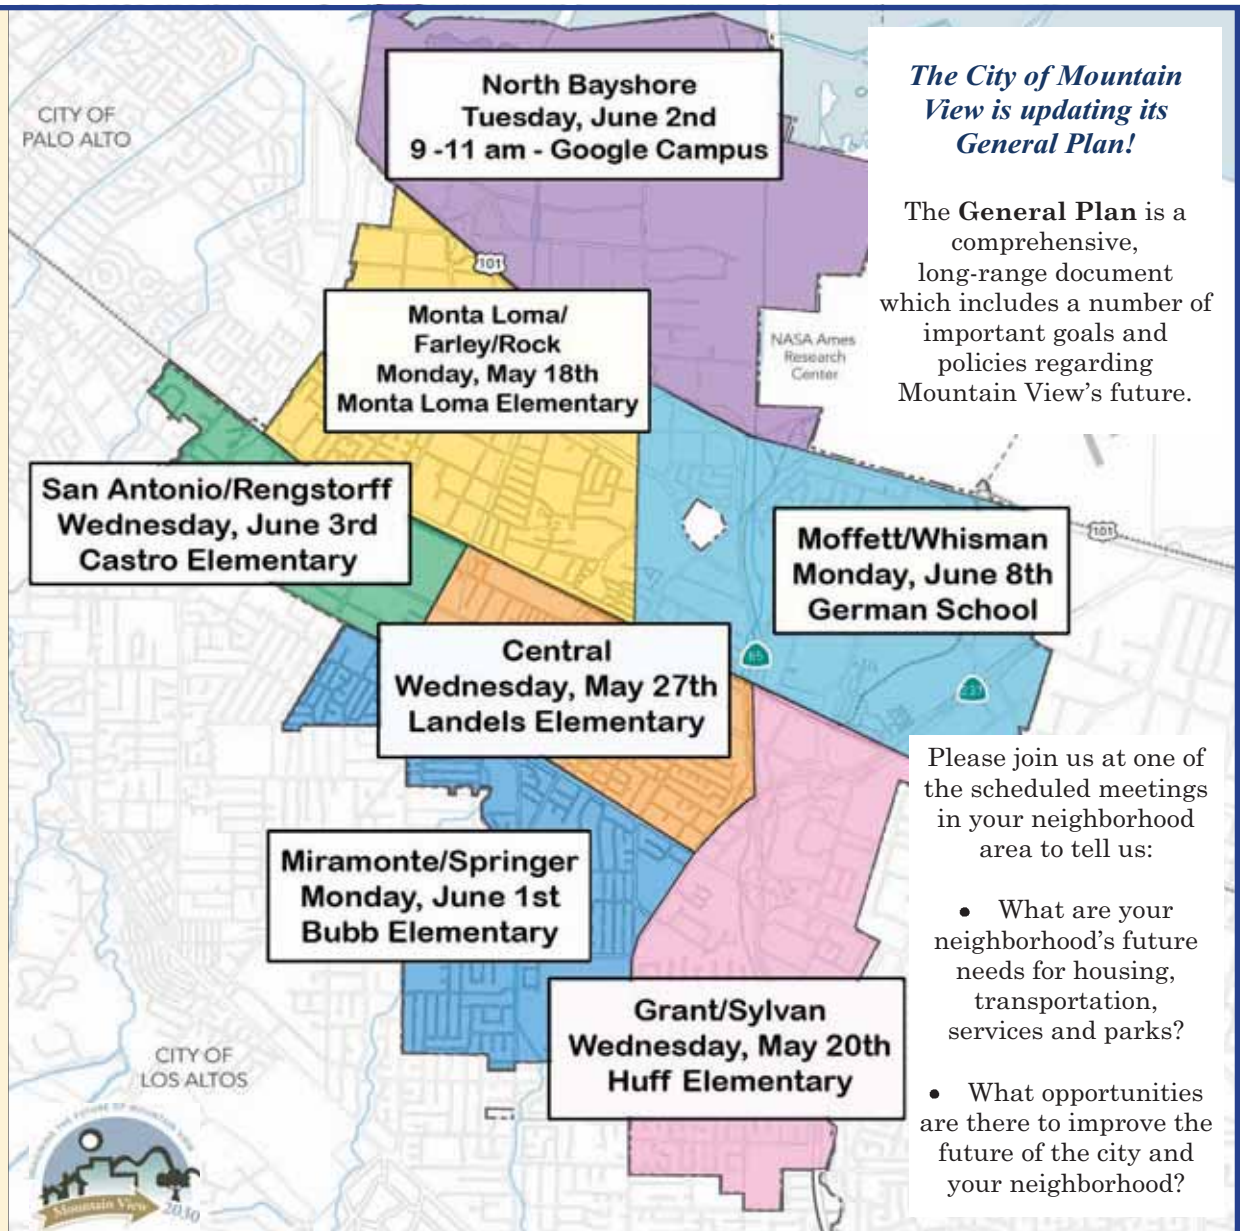 CITY OF
PALO ALTO
North Bayshore
Tuesday, June 2nd
9 -11 am - Google Campus
The City of Mountain
View is updating its
General Plan!
The General Plan is a
comprehensive,
long-range document
which includes a number of
important goals and
policies regarding
Mountain View's future.
101
Monta Loma/
Farley/Rock
Monday, May 18th
Monta Loma Elementary
NASA Ames
Research
Center
San Antonio/Rengstorff
Wednesday, June 3rd
Castro Elementary
Moffett/Whisman
Monday, June 8th
German School
101
Central
Wednesday, May 27th
Landels Elementary
85
237
Please join us at one of
the scheduled meetings
in your neighborhood
area to tell us:
• What are your
neighborhood's future
needs for housing,
transportation,
services and parks?
• What opportunities
are there to improve the
future of the city and
your neighborhood?
Miramonte/Springer
Monday, June 1st
Bubb Elementary
Grant/Sylvan
Wednesday, May 20th
Huff Elementary
CITY OF
LOS ALTOS
THE FUTURE OF MOUNTAIN VIEW
Mountain View
2030